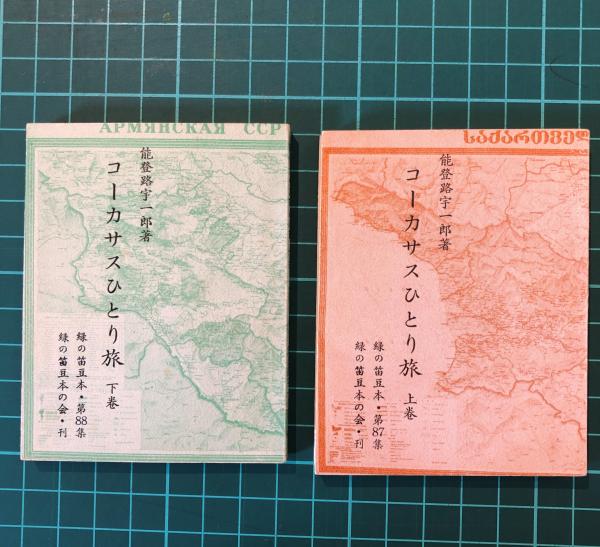 АРМЯНСКАЯ ССР
能登路宇一郎著
コーカサスひとり旅 下巻
緑の笛豆本・第88集
緑の笛豆本の会・刊
საქართვე
能登路宇一郎著
コーカサスひとり旅 上巻
緑の笛豆本・第87集
緑の笛豆本の会・刊